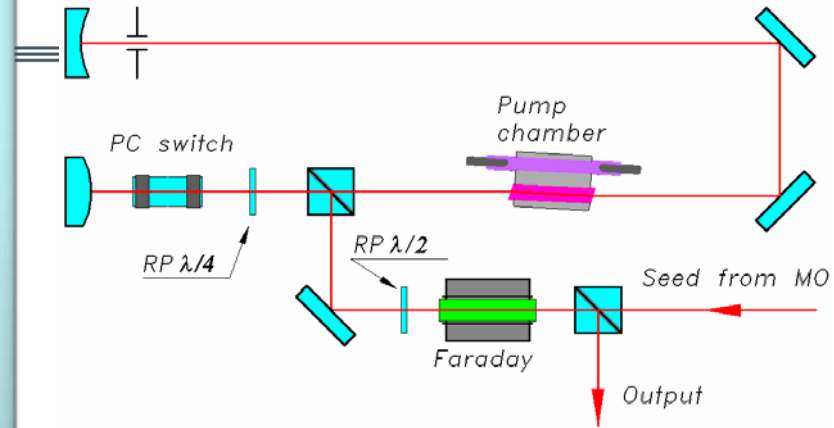 Pump
chamber
PC switch
RP λ/4
RP λ/2
Seed from MO
Faraday
Output